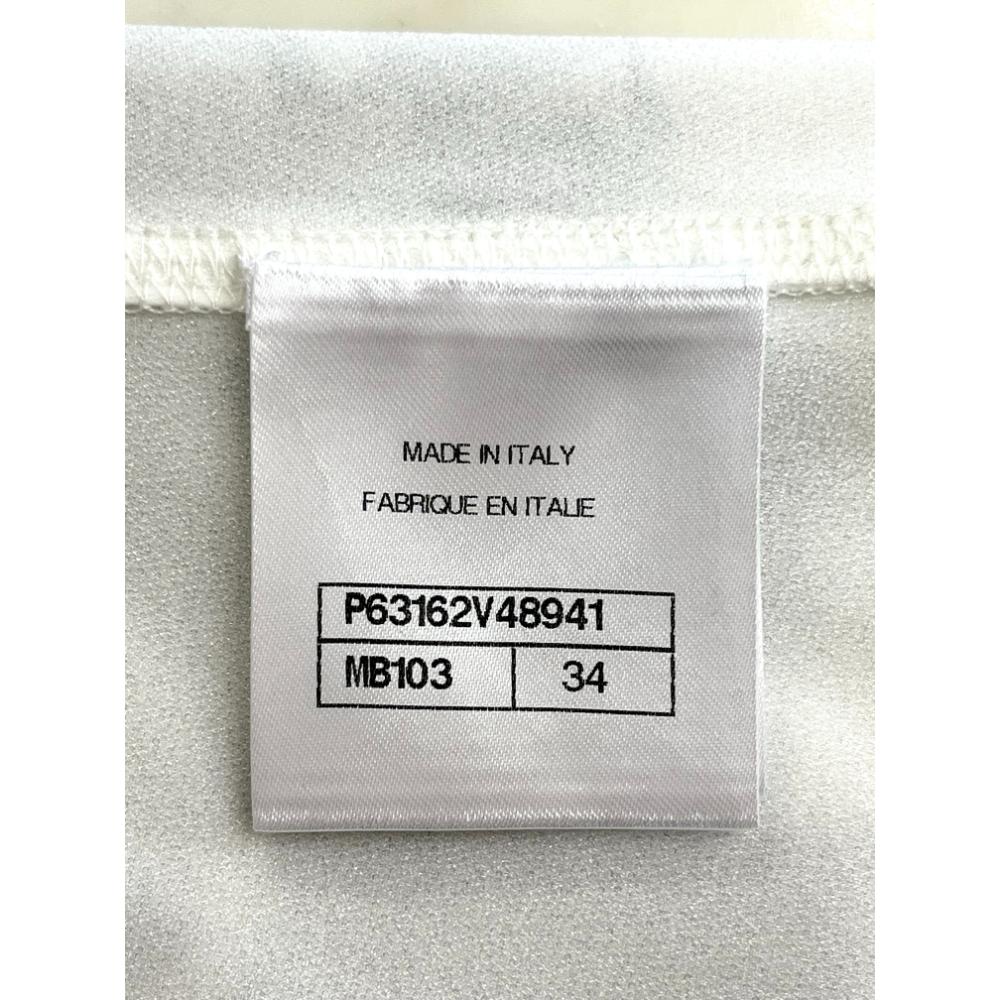 MADE IN ITALY
FABRIQUE EN ITALIE
P63162V48941
MB103 34